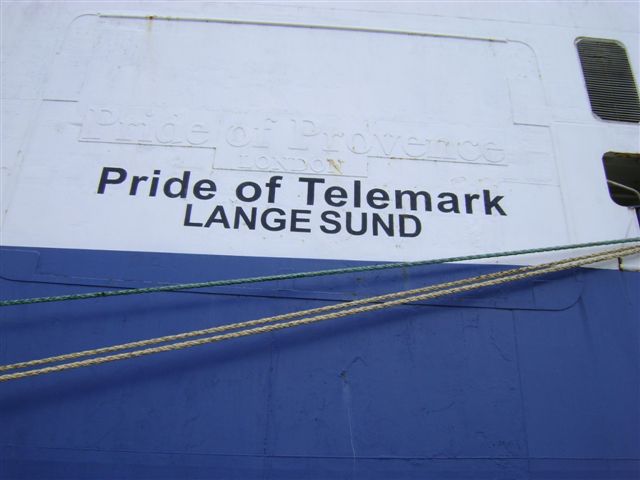 Pride of Provence
LONDON
Pride of Telemark
LANGESUND